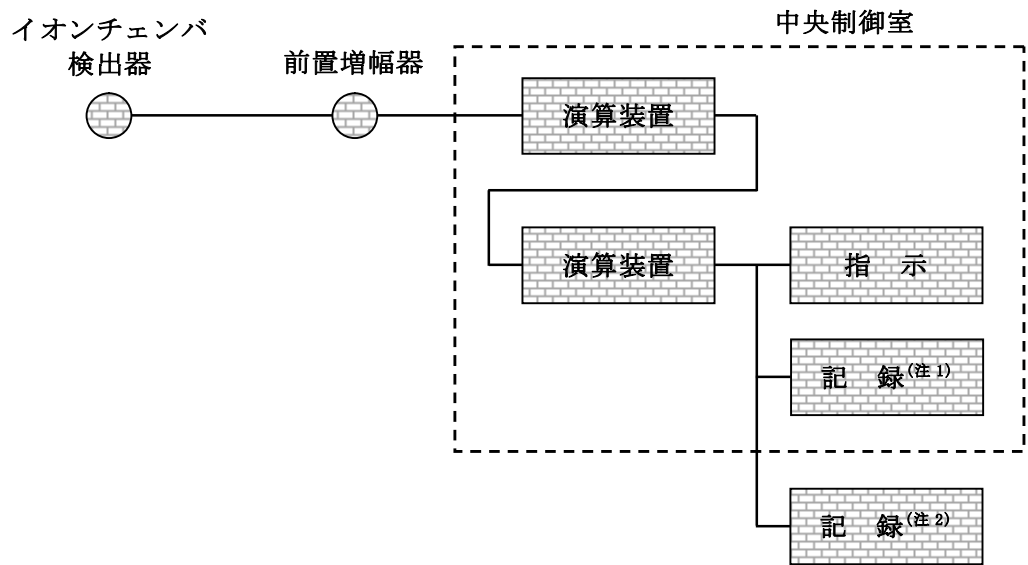 中央制御室
イオンチェンバ
検出器
前置増幅器
演算装置
演算装置
指 示
記 録(注1)
記 録(注2)